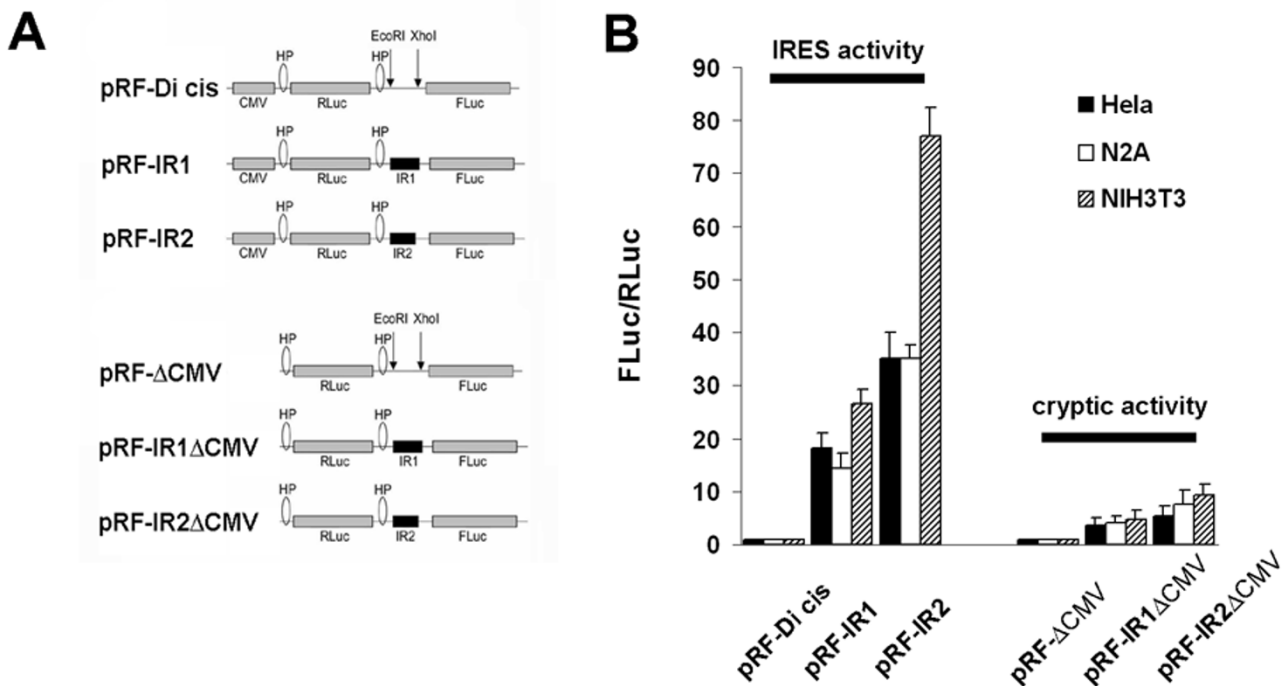 A
EcoRI XhoI
HP HP
pRF-Di cis
CMV RLuc FLuc
HP HP
pRF-IR1
CMV RLuc IR1 FLuc
HP HP
pRF-IR2
CMV RLuc IR2 FLuc
EcoRI XhoI
HP HP
pRF-ΔCMV
RLuc FLuc
HP HP
pRF-IR1ΔCMV
RLuc IR1 FLuc
HP HP
pRF-IR2ΔCMV
RLuc IR2 FLuc
B
IRES activity
90
80
70
60
50
40
30
20
10
0
FLuc/RLuc
Hela
N2A
NIH3T3
cryptic activity
pRF-Di cis
pRF-IR1
pRF-IR2
pRF-ΔCMV
pRF-IR1ΔCMV
pRF-IR2ΔCMV